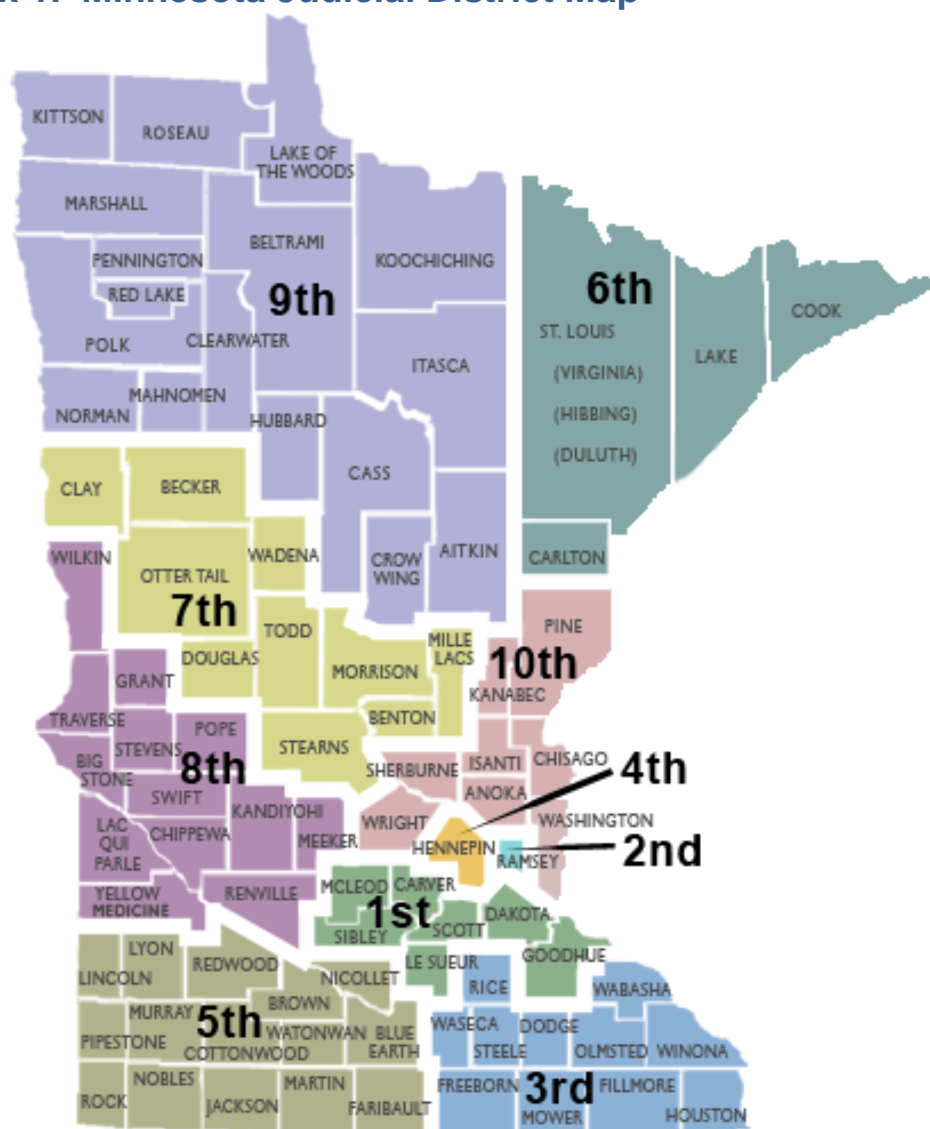 Minnesota Judicial District Map
KITTSON
ROSEAU
LAKE OF
THE WOODS
MARSHALL
BELTRAMI
KOOCHICHING
PENNINGTON
RED LAKE
9th
6th
COOK
ST. LOUIS
POLK
CLEARWATER
LAKE
ITASCA
(VIRGINIA)
MAHNOMEN
NORMAN
HUBBARD
(HIBBING)
(DULUTH)
CASS
CLAY
BECKER
WILKIN
WADENA
AITKIN
CARLTON
CROW
WING
OTTER TAIL
7th
TODD
PINE
MILLE
LACS
DOUGLAS
MORRISON
10th
GRANT
KANABEC
TRAVERSE
BENTON
POPE
STEVENS
STEARNS
BIG
STONE
8th
SHERBURNE
ISANTI
CHISAGO
4th
SWIFT
ANOKA
KANDIYOHI
WRIGHT
WASHINGTON
LAC
QUI
PARLE
CHIPPEWA
MEEKER
HENNEPIN
RAMSEY
2nd
YELLOW
MEDICINE
RENVILLE
MCLEOD
CARVER
1st
DAKOTA
SIBLEY
SCOTT
LYON
LINCOLN
REDWOOD
NICOLLET
LE SUEUR
GOODHUE
RICE
WABASHA
BROWN
MURRAY
5th
PIPESTONE
WATONWAN
COTTONWOOD
BLUE
EARTH
WASECA
DODGE
STEELE
OLMSTED
WINONA
NOBLES
ROCK
JACKSON
MARTIN
FARIBAULT
FREEBORN
3rd
FILLMORE
MOWER
HOUSTON